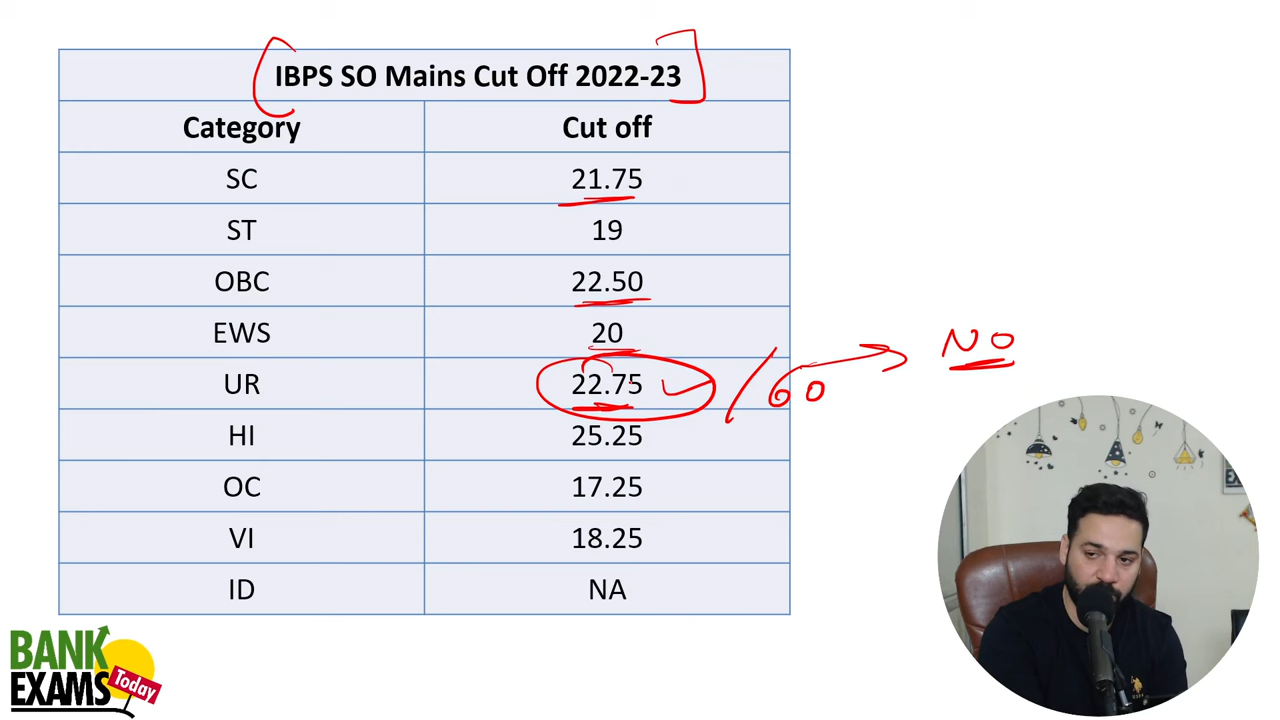 IBPS SO Mains Cut Off 2022-23
Category Cut off
SC 21.75
ST 19
OBC 22.50
EWS 20
UR 22.75 /60 NO
HI 25.25
OC 17.25
VI 18.25
ID NA
BANK
EXAMS Today